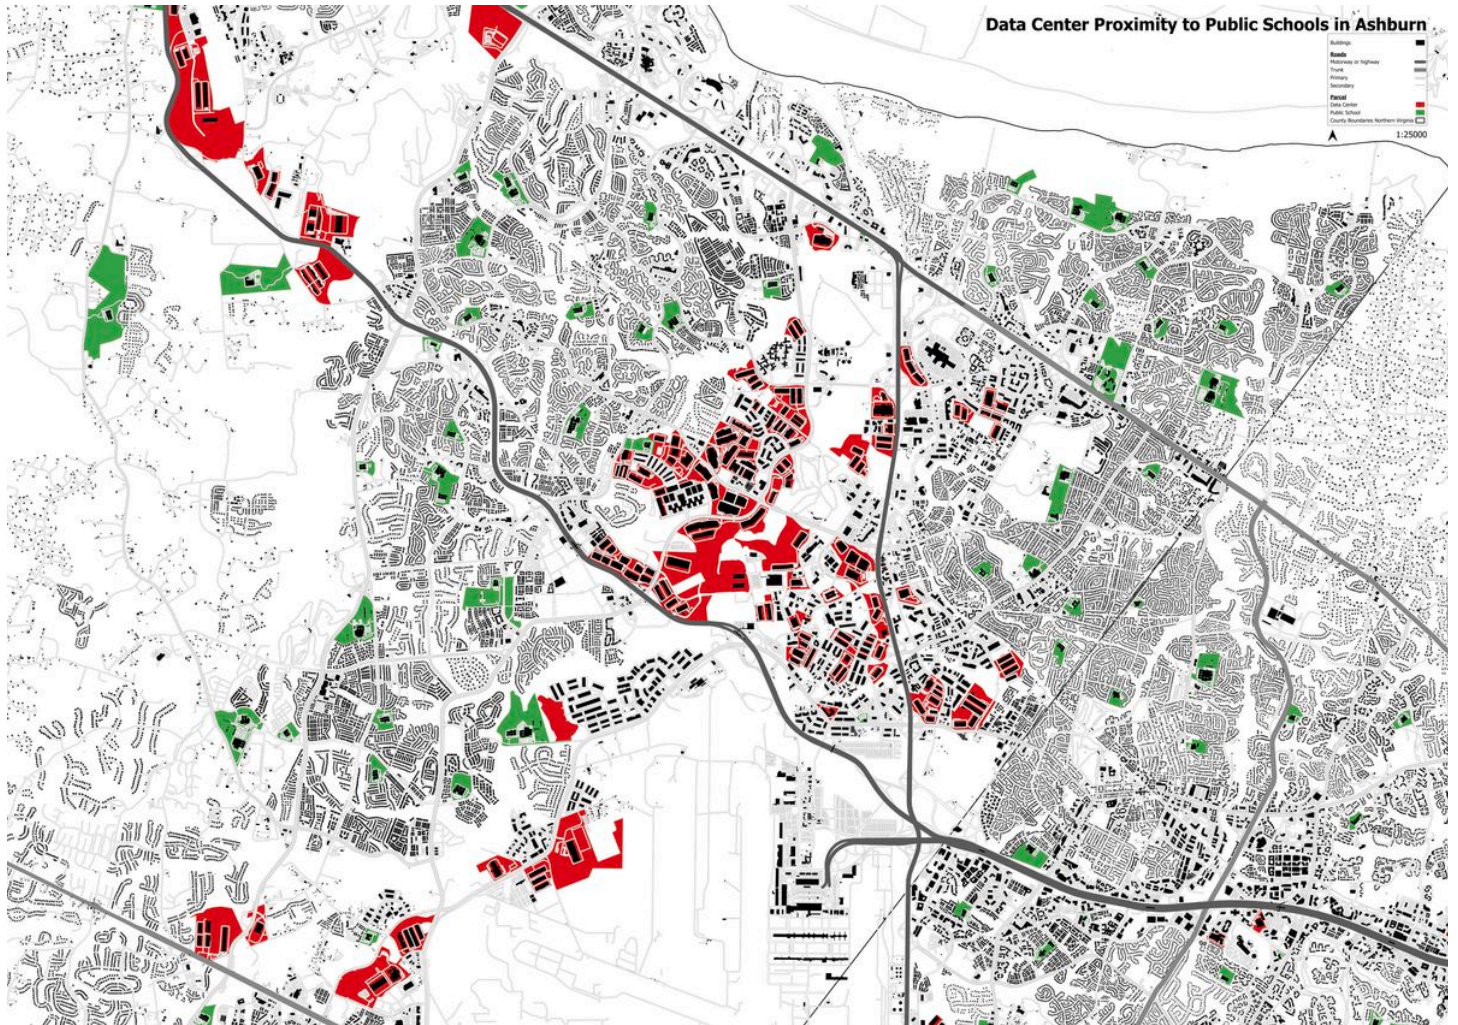 Data Center Proximity to Public Schools in Ashburn
Buildings
Roads
Motorway or highway
Trunk
Primary
Secondary
Parcel
Data Center
Public School
County Boundaries Northern Virginia
1:25000